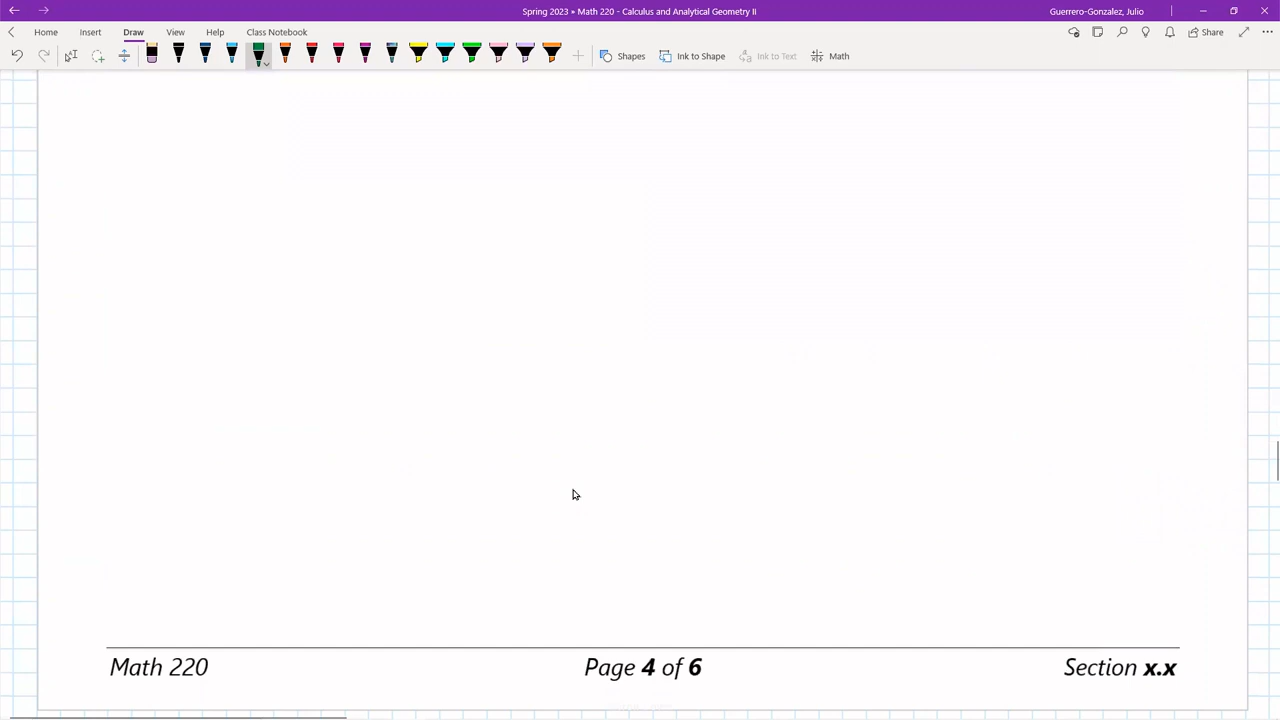 Spring 2023 » Math 220 - Calculus and Analytical Geometry II
Guerrero-Gonzalez, Julio
Home Insert Draw View Help Class Notebook
Share
Shapes Ink to Shape Ink to Text Math
Math 220 Page 4 of 6 Section x.x